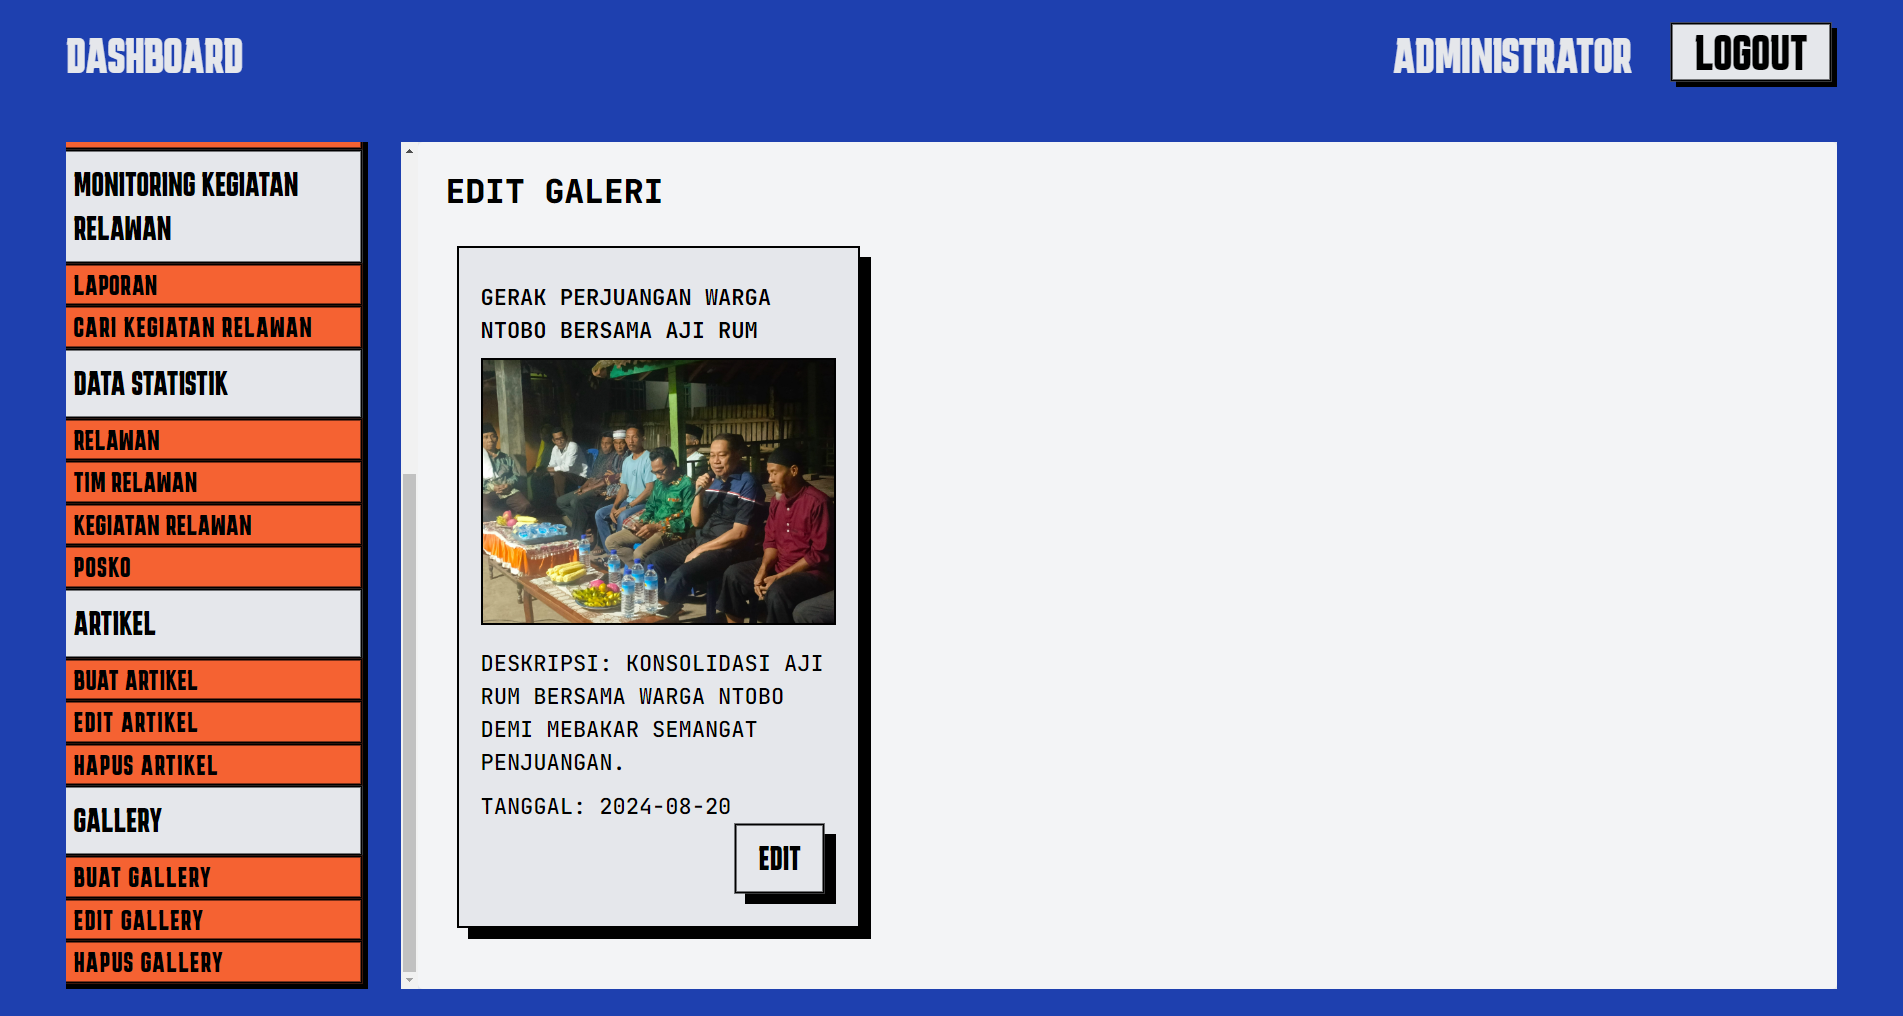 DASHBOARD
ADMINISTRATOR
LOGOUT
MONITORING KEGIATAN
RELAWAN
LAPORAN
CARI KEGIATAN RELAWAN
DATA STATISTIK
RELAWAN
TIM RELAWAN
KEGIATAN RELAWAN
POSKO
ARTIKEL
BUAT ARTIKEL
EDIT ARTIKEL
HAPUS ARTIKEL
GALLERY
BUAT GALLERY
EDIT GALLERY
HAPUS GALLERY
EDIT GALERI
GERAK PERJUANGAN WARGA
NTOBO BERSAMA AJI RUM
DESKRIPSI: KONSOLIDASI AJI
RUM BERSAMA WARGA NTOBO
DEMI MEBAKAR SEMANGAT
PENJUANGAN.
TANGGAL: 2024-08-20
EDIT